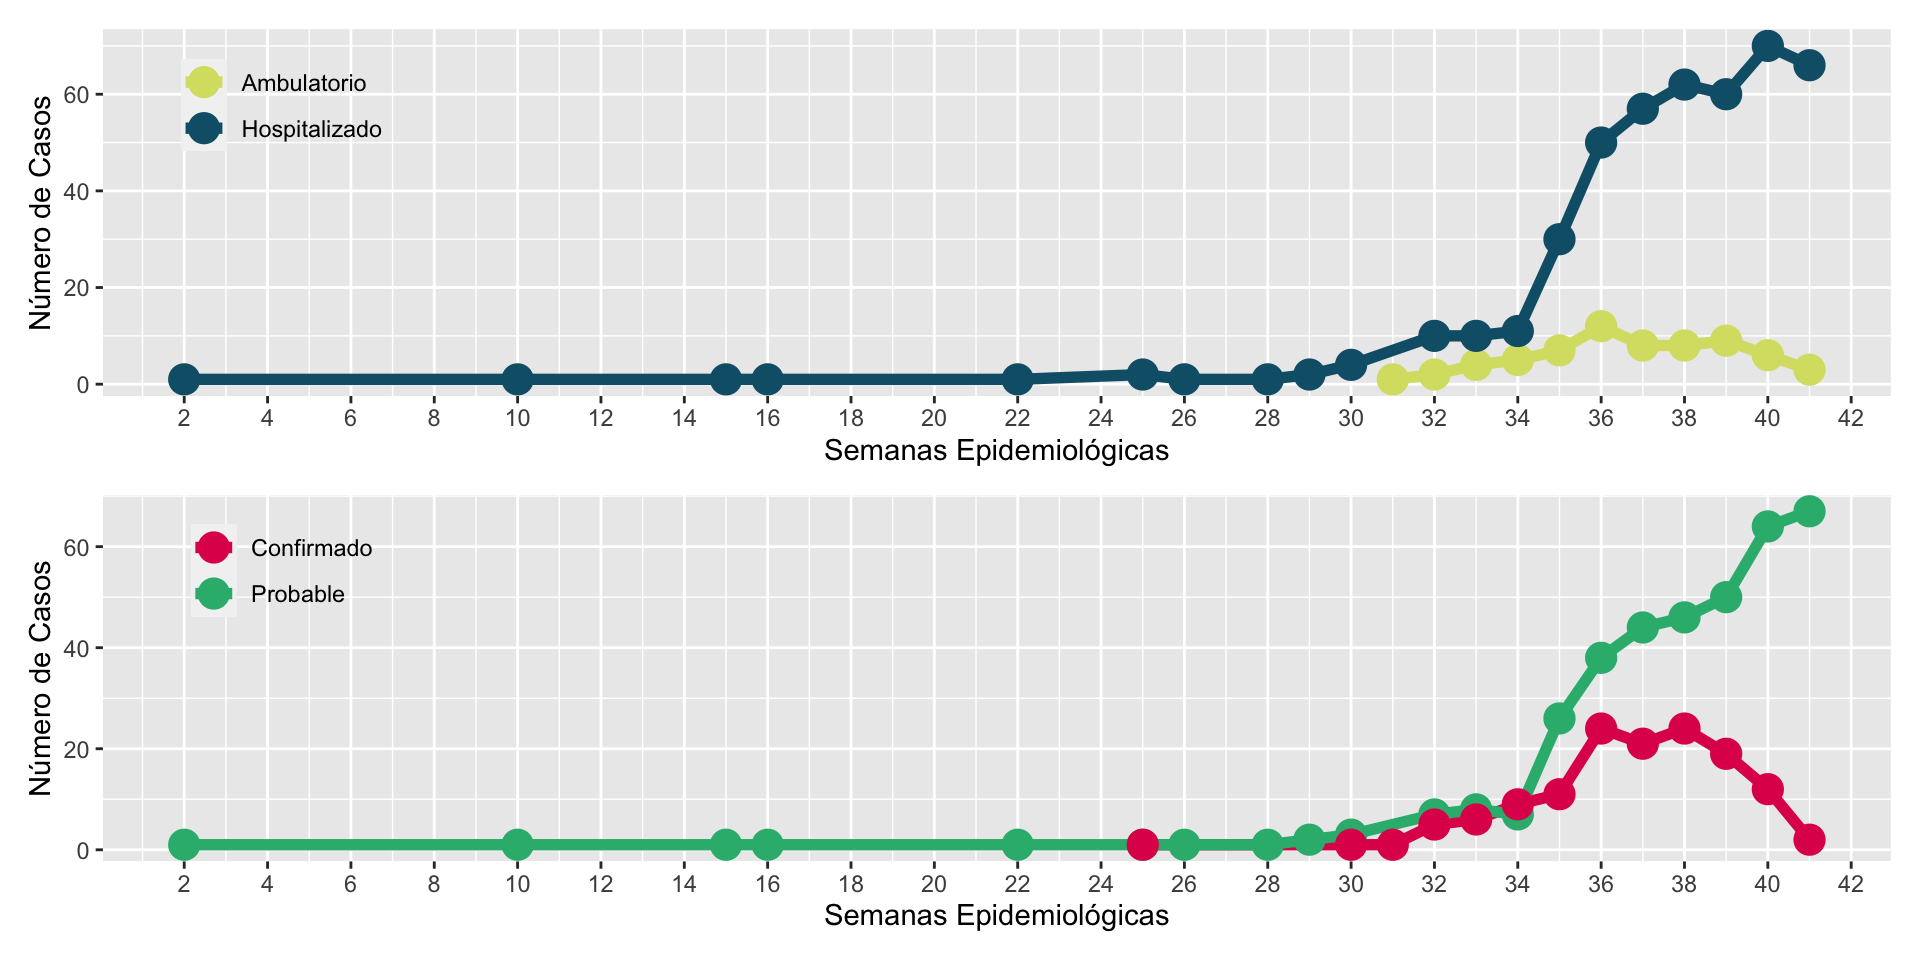 Ambulatorio
Hospitalizado
Número de Casos
60
40
20
0
2 4 6 8 10 12 14 16 18 20 22 24 26 28 30 32 34 36 38 40 42
Semanas Epidemiológicas
Confirmado
Probable
Número de Casos
60
40
20
0
2 4 6 8 10 12 14 16 18 20 22 24 26 28 30 32 34 36 38 40 42
Semanas Epidemiológicas